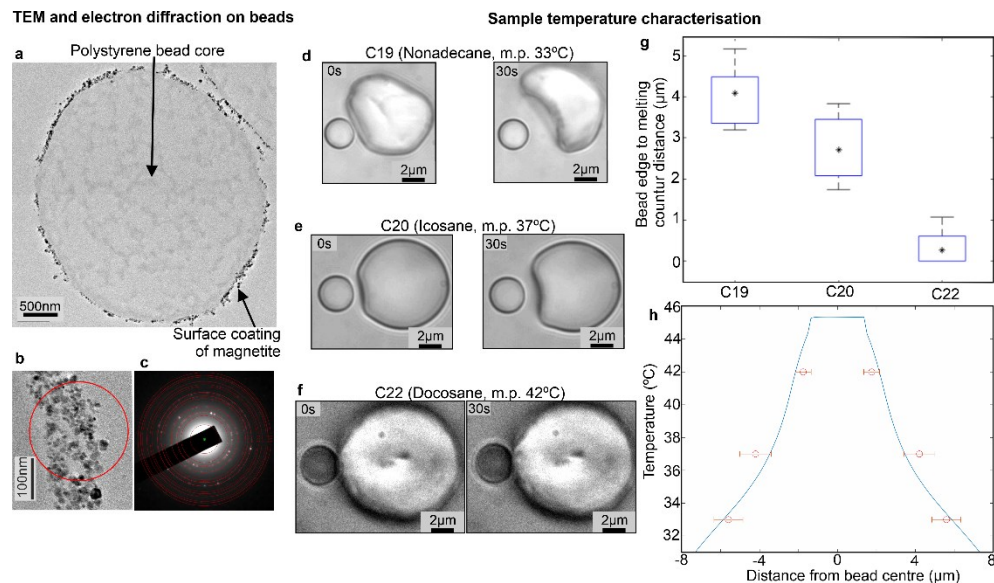 TEM and electron diffraction on beads
Sample temperature characterisation
a
Polystyrene bead core
500nm
Surface coating
of magnetite
b
100nm
c
d
C19 (Nonadecane, m.p. 33ºC)
0s
2µm
30s
2µm
e
C20 (Icosane, m.p. 37ºC)
0s
2µm
30s
2µm
f
C22 (Docosane, m.p. 42ºC)
0s
2µm
30s
2µm
g
Bead edge to melting
countur distance (µm)
5
4
3
2
1
0
C19
C20
C22
h
Temperature (ºC)
46
44
42
40
38
36
34
32
-8
-4
0
4
8
Distance from bead centre (µm)